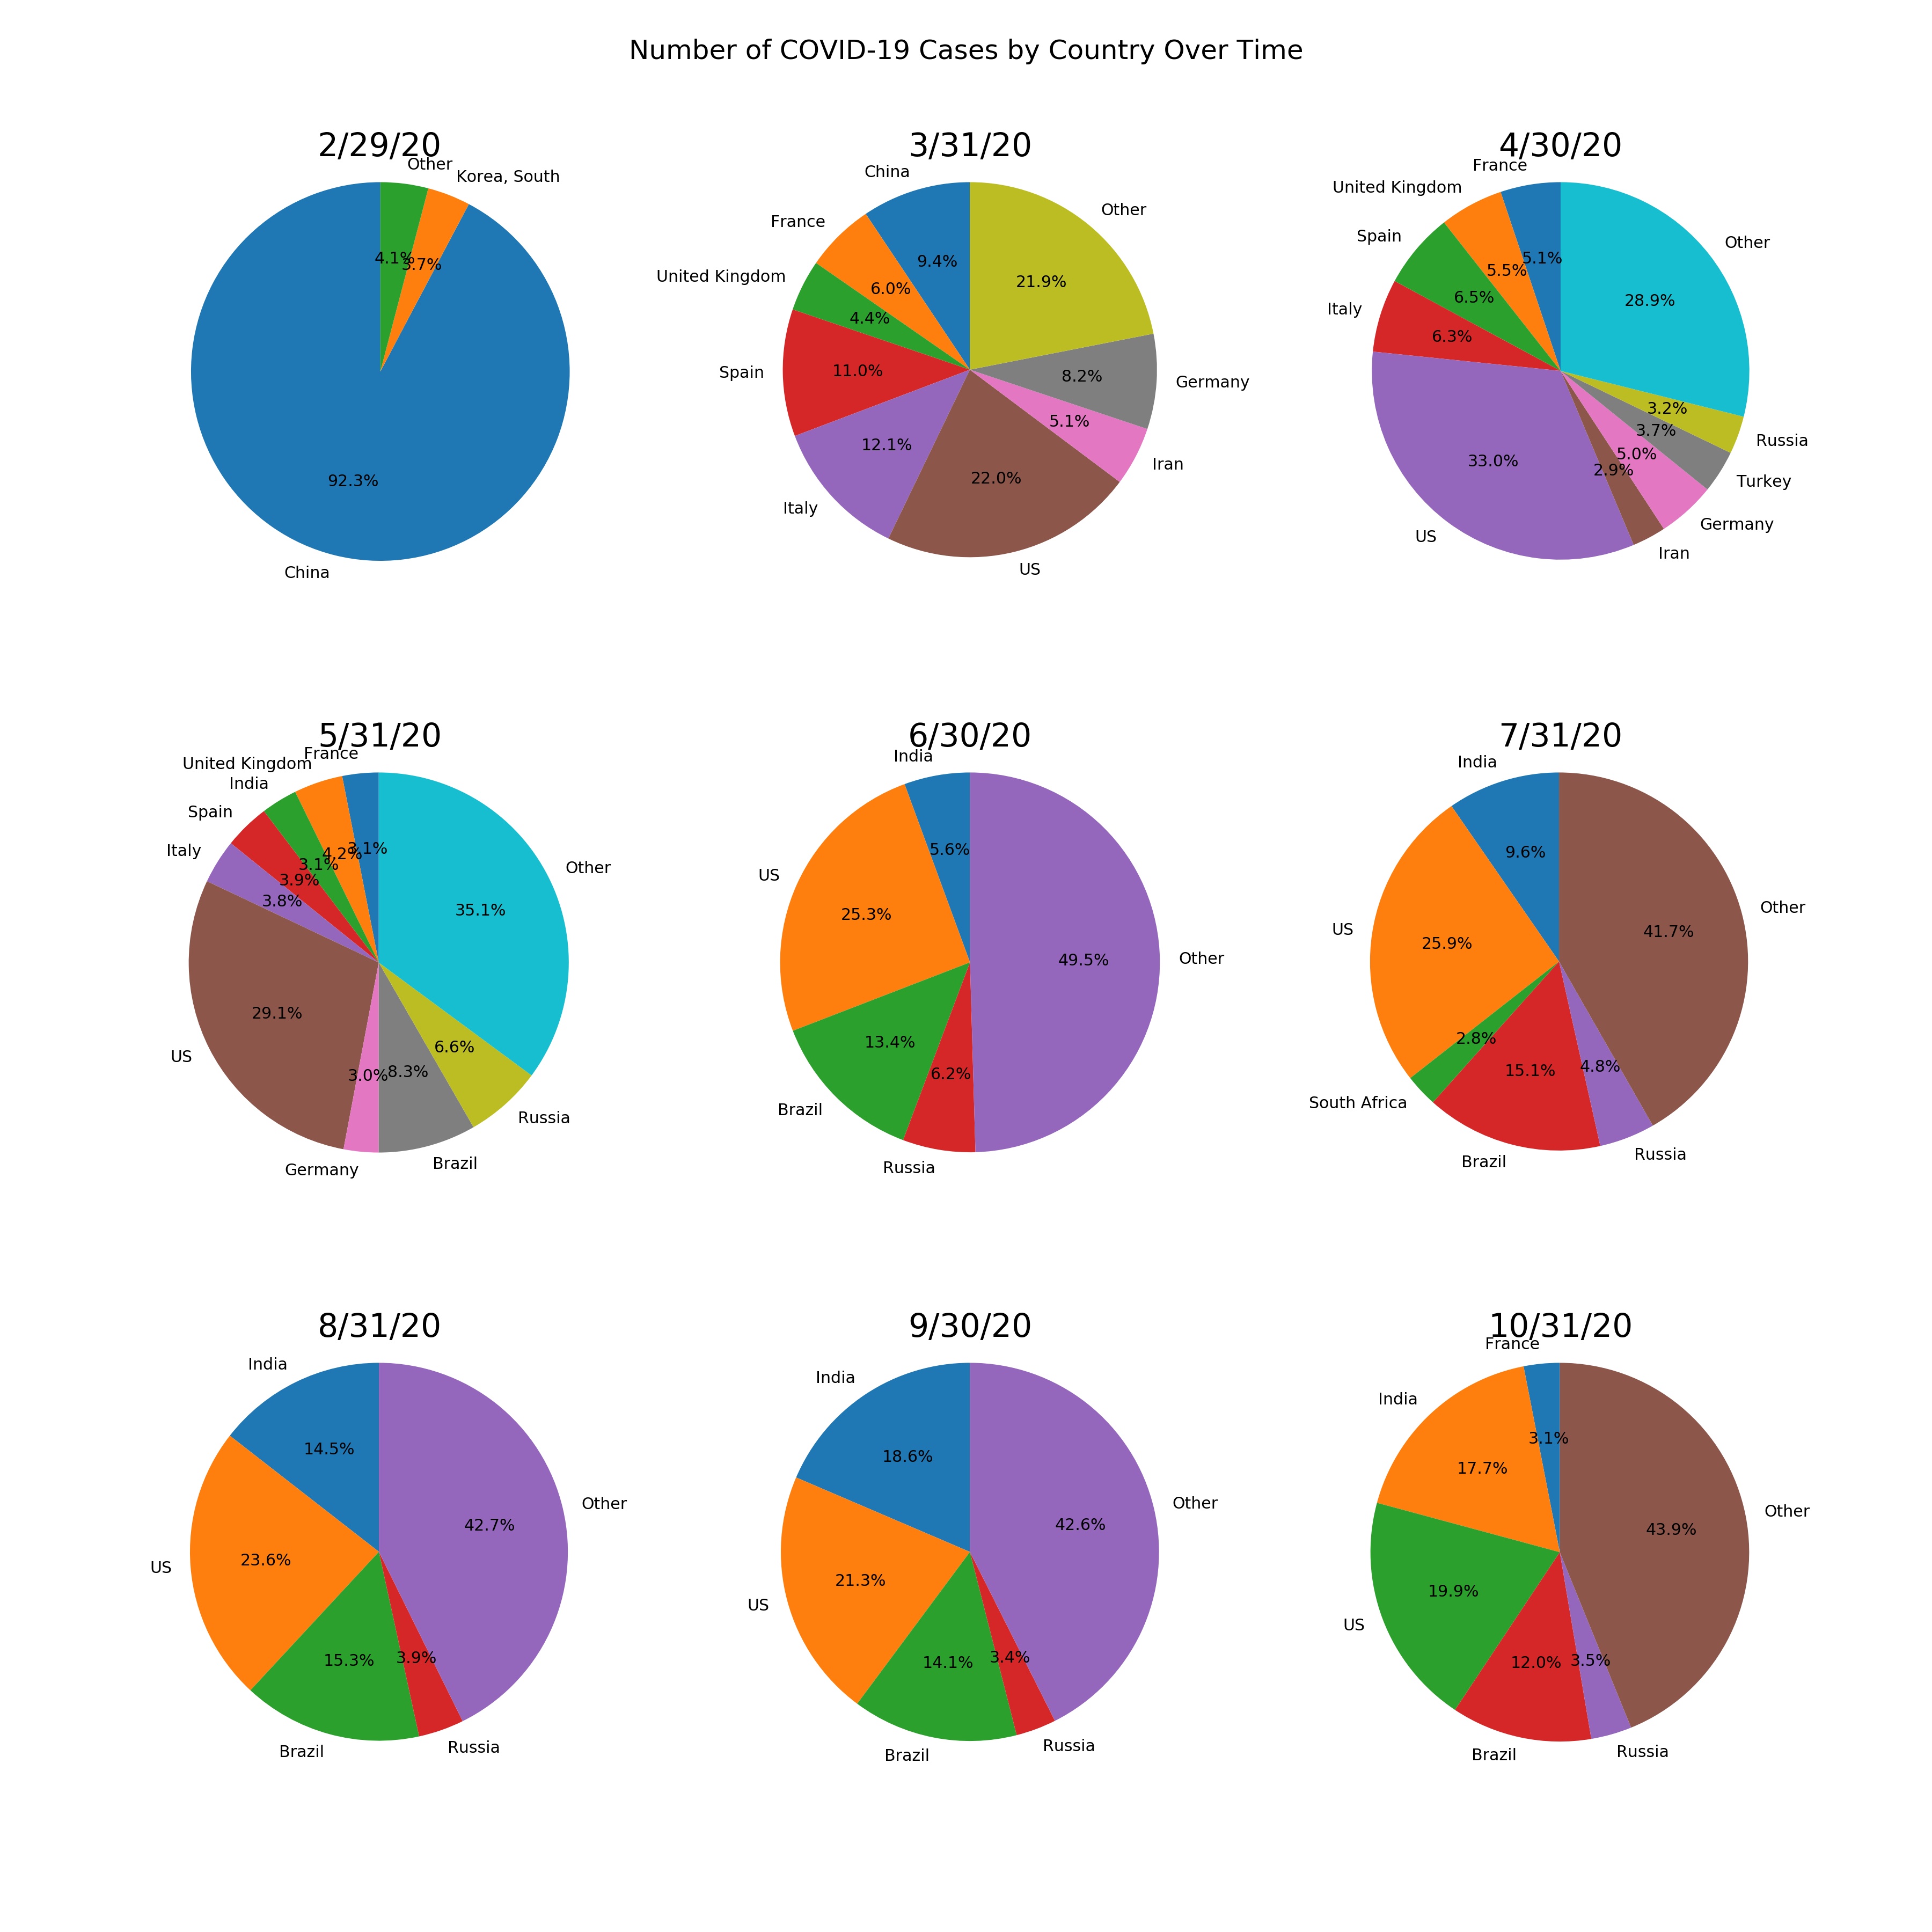 Number of COVID-19 Cases by Country Over Time
2/29/20
Other
Korea, South
4.1%
3.7%
92.3%
China
3/31/20
China
Other
France
9.4%
21.9%
United Kingdom
6.0%
4.4%
Spain
11.0%
8.2%
Germany
5.1%
12.1%
Iran
22.0%
Italy
US
4/30/20
France
United Kingdom
Spain
Other
5.1%
5.5%
6.5%
28.9%
Italy
6.3%
3.2%
3.7%
Russia
5.0%
33.0%
2.9%
Turkey
Germany
US
Iran
5/31/20
France
United Kingdom
India
Spain
Italy
3.1%
4.2%
3.1%
3.9%
3.8%
Other
35.1%
29.1%
6.6%
US
3.0%
8.3%
Russia
Germany
Brazil
6/30/20
India
5.6%
US
25.3%
49.5%
Other
13.4%
6.2%
Brazil
Russia
7/31/20
India
9.6%
Other
US
25.9%
41.7%
2.8%
15.1%
4.8%
South Africa
Brazil
Russia
8/31/20
India
14.5%
Other
42.7%
US
23.6%
15.3%
3.9%
Brazil
Russia
9/30/20
India
18.6%
Other
42.6%
21.3%
US
14.1%
3.4%
Brazil
Russia
10/31/20
France
India
3.1%
17.7%
Other
43.9%
19.9%
US
12.0%
3.5%
Brazil
Russia